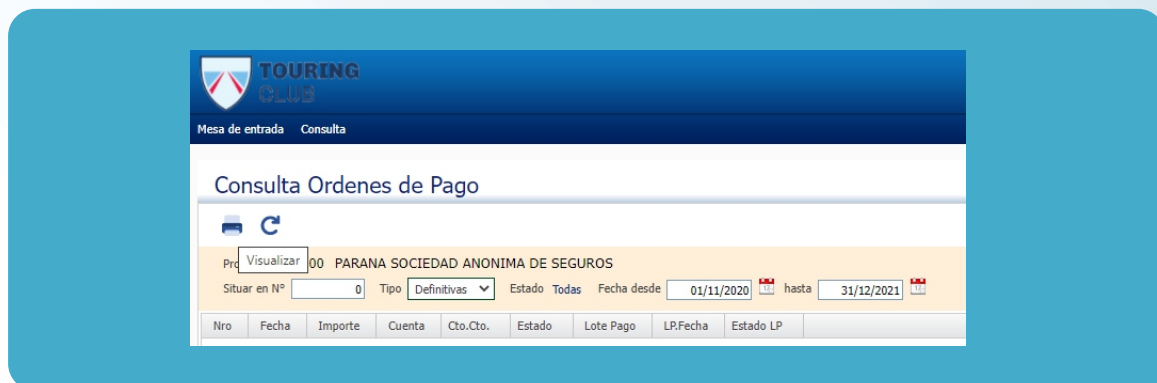 TOURING
CLUB
Mesa de entrada Consulta
Consulta Ordenes de Pago
Visualizar
00 PARANA SOCIEDAD ANONIMA DE SEGUROS
Situar en Nº 0 Tipo Definitivas Estado Todas Fecha desde 01/11/2020 hasta 31/12/2021
Nro Fecha Importe Cuenta Cto.Cto. Estado Lote Pago LP.Fecha Estado LP